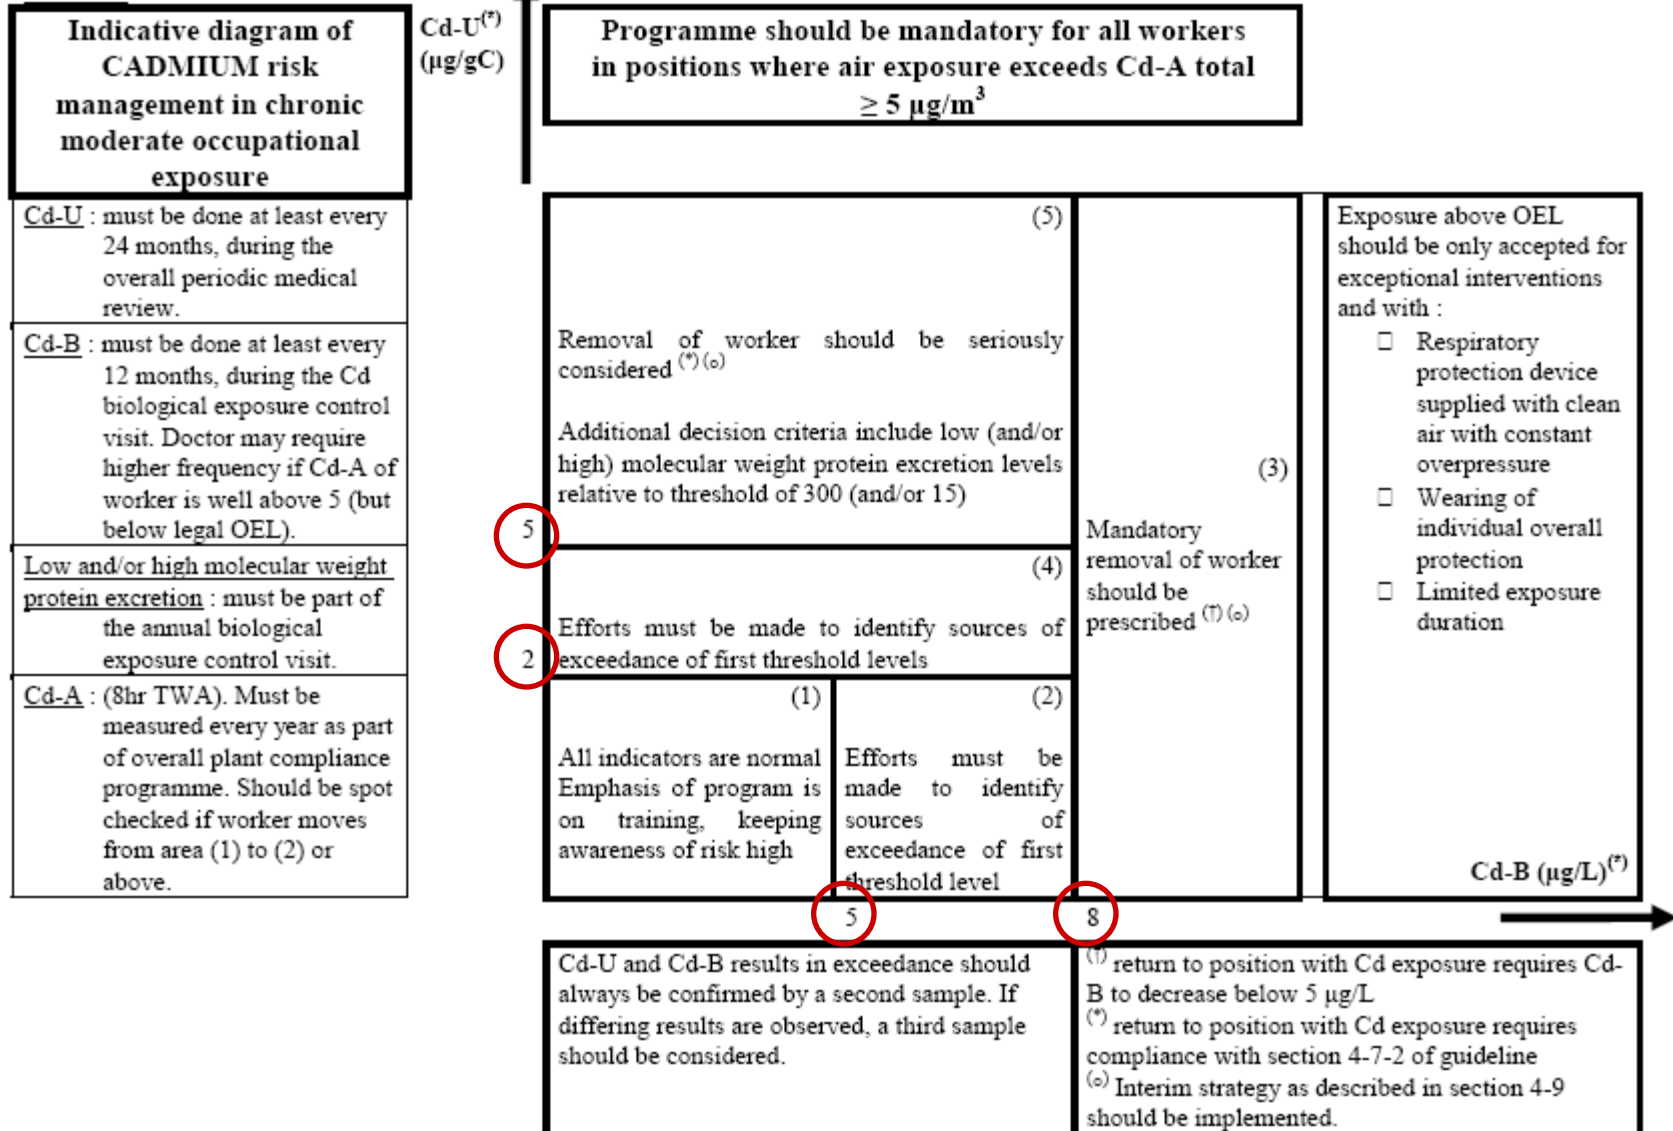 Indicative diagram of
CADMIUM risk
management in chronic
moderate occupational
exposure
Cd-U(*)
(µg/gC)
Programme should be mandatory for all workers
in positions where air exposure exceeds Cd-A total
≥ 5 µg/m³
Cd-U : must be done at least every
24 months, during the
overall periodic medical
review.
Cd-B : must be done at least every
12 months, during the Cd
biological exposure control
visit. Doctor may require
higher frequency if Cd-A of
worker is well above 5 (but
below legal OEL).
Low and/or high molecular weight
protein excretion : must be part of
the annual biological
exposure control visit.
Cd-A : (8hr TWA). Must be
measured every year as part
of overall plant compliance
programme. Should be spot
checked if worker moves
from area (1) to (2) or
above.
(5)
Removal of worker should be seriously
considered (*) (o)
Additional decision criteria include low (and/or
high) molecular weight protein excretion levels
relative to threshold of 300 (and/or 15)
5
(4)
Efforts must be made to identify sources of
exceedance of first threshold levels
2
(1)
All indicators are normal
Emphasis of program is
on training, keeping
awareness of risk high
(2)
Efforts must be
made to identify
sources of
exceedance of first
threshold level
(3)
Mandatory
removal of worker
should be
prescribed (†) (o)
Exposure above OEL
should be only accepted for
exceptional interventions
and with :
□ Respiratory
protection device
supplied with clean
air with constant
overpressure
□ Wearing of
individual overall
protection
□ Limited exposure
duration
Cd-B (µg/L)(*)
5
8
Cd-U and Cd-B results in exceedance should
always be confirmed by a second sample. If
differing results are observed, a third sample
should be considered.
(†) return to position with Cd exposure requires Cd-
B to decrease below 5 µg/L
(*) return to position with Cd exposure requires
compliance with section 4-7-2 of guideline
(o) Interim strategy as described in section 4-9
should be implemented.